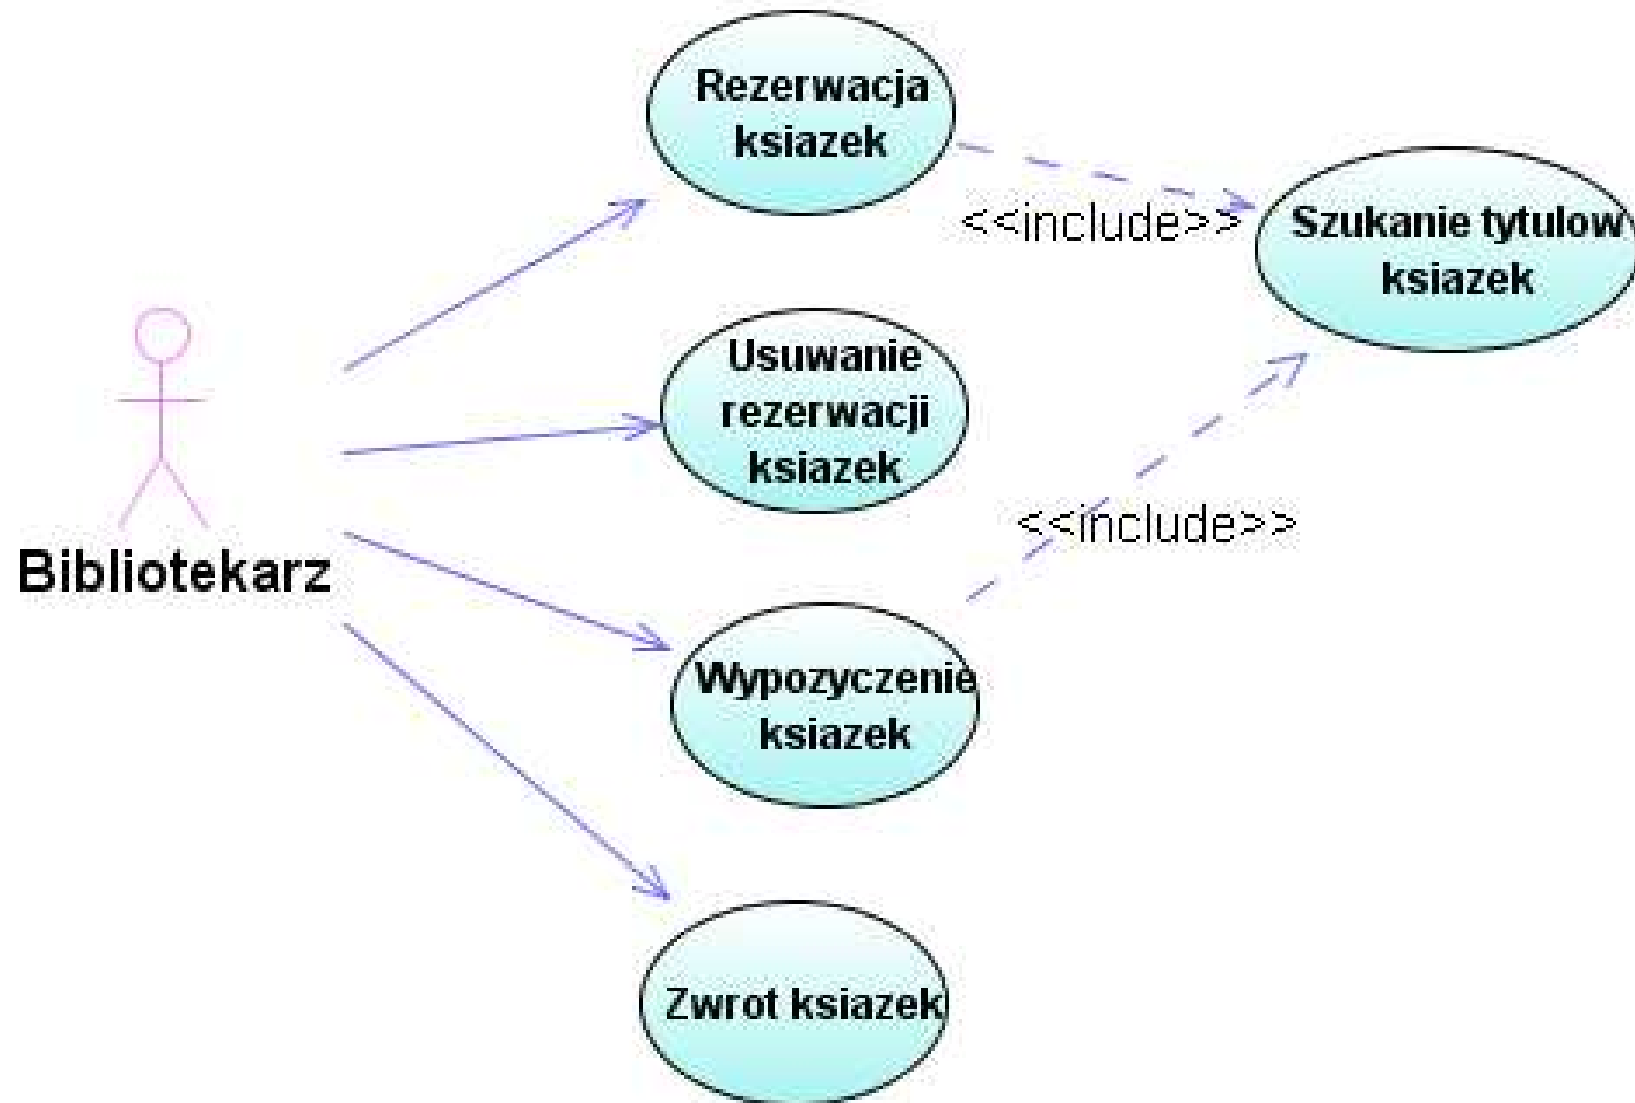 Rezerwacja
ksiazek
<<include>>
Szukanie tytulow
ksiazek
Usuwanie
rezerwacji
ksiazek
<<include>>
Bibliotekarz
Wypozyczenie
ksiazek
Zwrot ksiazek